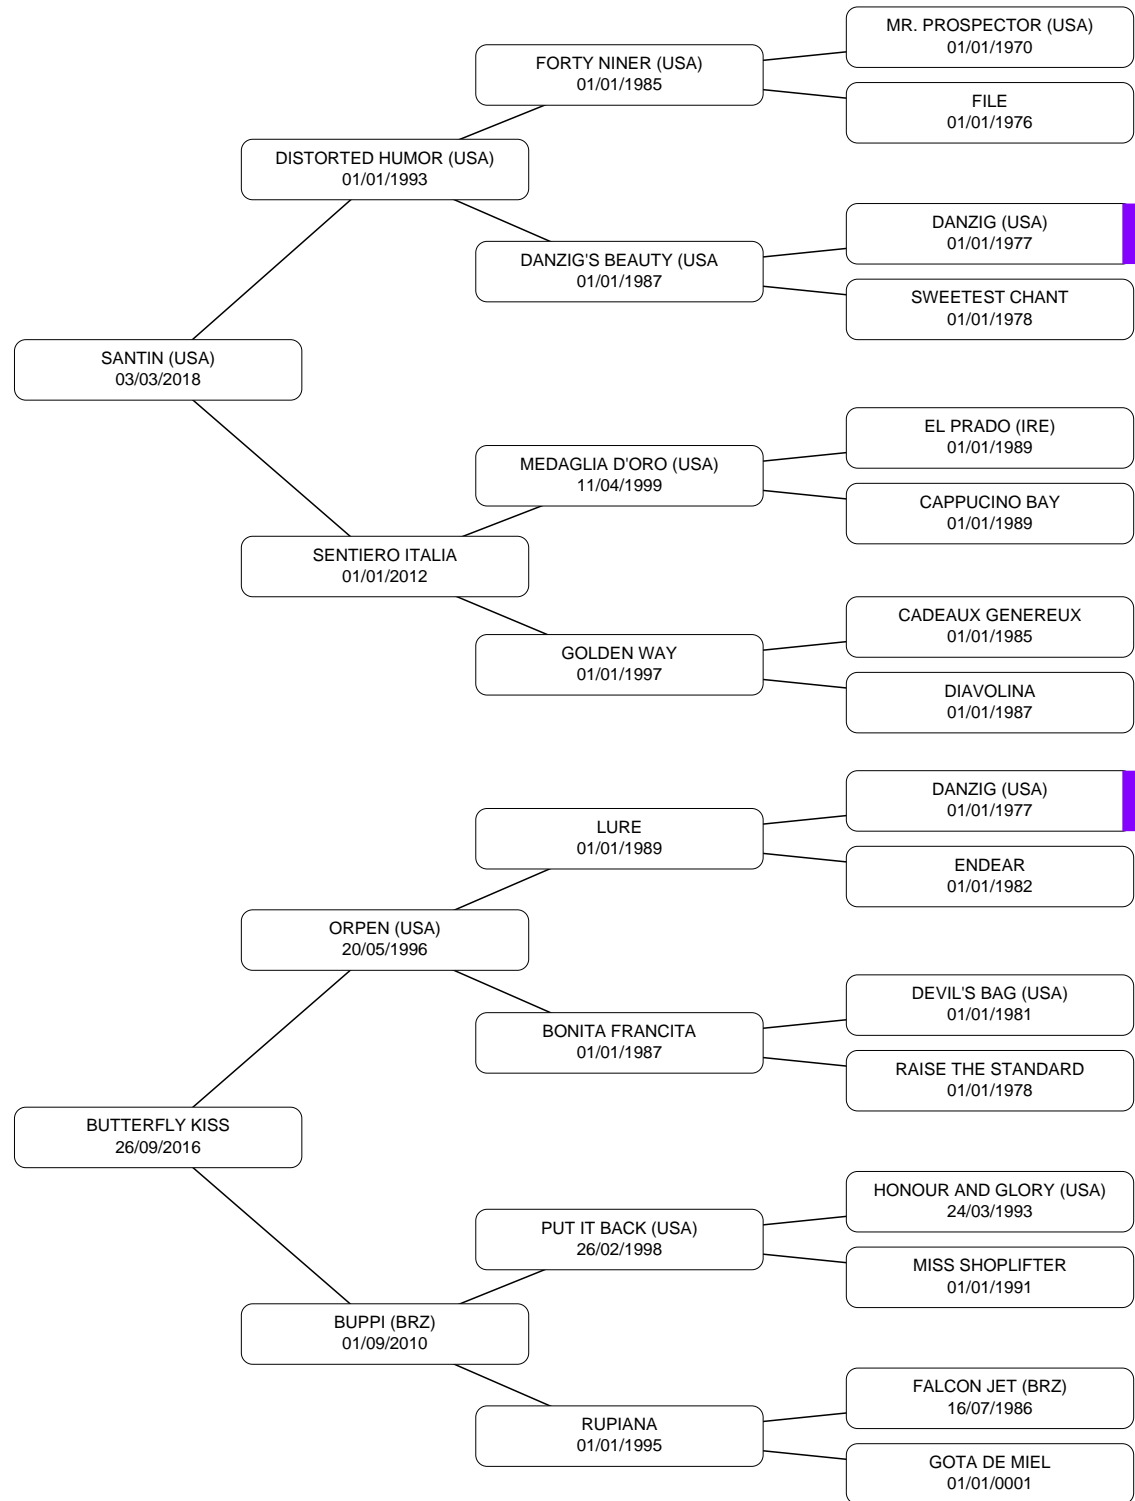 MR. PROSPECTOR (USA)
01/01/1970
FORTY NINER (USA)
01/01/1985
FILE
01/01/1976
DISTORTED HUMOR (USA)
01/01/1993
DANZIG (USA)
01/01/1977
DANZIG'S BEAUTY (USA
01/01/1987
SWEETEST CHANT
01/01/1978
SANTIN (USA)
03/03/2018
EL PRADO (IRE)
01/01/1989
MEDAGLIA D'ORO (USA)
11/04/1999
CAPPUCINO BAY
01/01/1989
SENTIERO ITALIA
01/01/2012
CADEAUX GENEREUX
01/01/1985
GOLDEN WAY
01/01/1997
DIAVOLINA
01/01/1987
DANZIG (USA)
01/01/1977
LURE
01/01/1989
ENDEAR
01/01/1982
ORPEN (USA)
20/05/1996
DEVIL'S BAG (USA)
01/01/1981
BONITA FRANCITA
01/01/1987
RAISE THE STANDARD
01/01/1978
BUTTERFLY KISS
26/09/2016
HONOUR AND GLORY (USA)
24/03/1993
PUT IT BACK (USA)
26/02/1998
MISS SHOPLIFTER
01/01/1991
BUPPI (BRZ)
01/09/2010
FALCON JET (BRZ)
16/07/1986
RUPIANA
01/01/1995
GOTA DE MIEL
01/01/0001